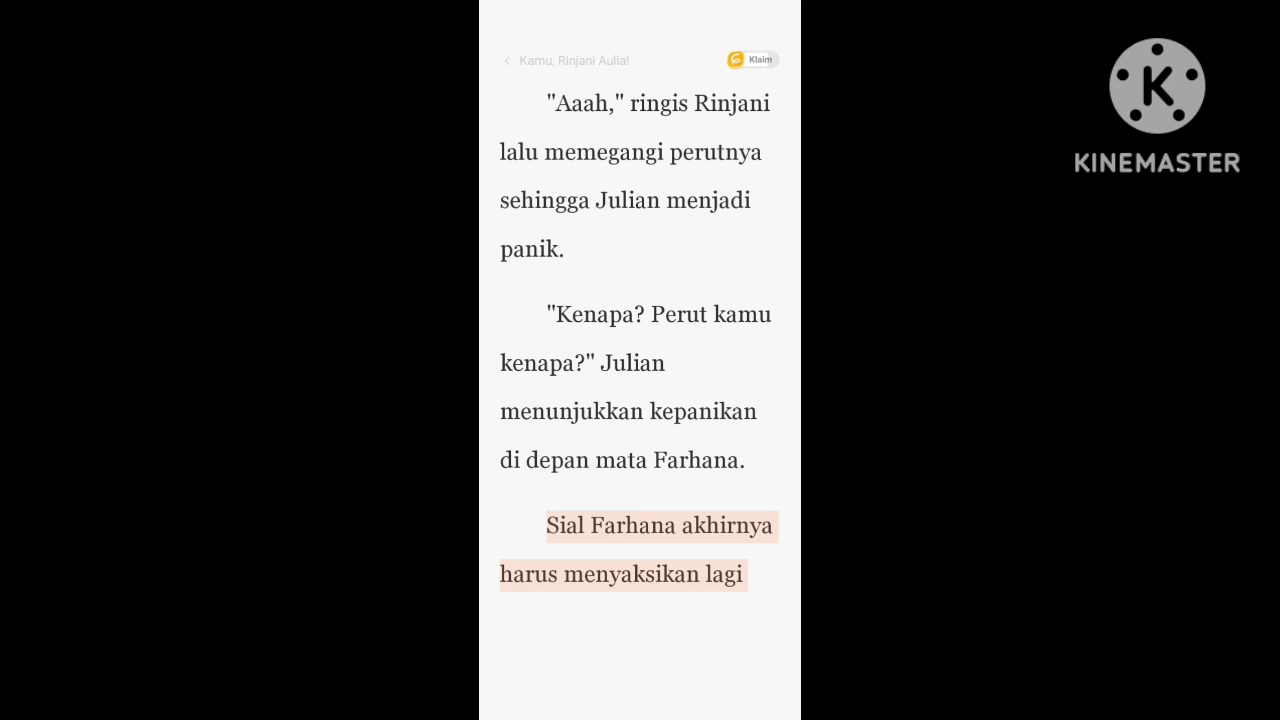 Kamu, Rinjani Aulia!
Klaim
"Aaah," ringis Rinjani
lalu memegangi perutnya
sehingga Julian menjadi
panik.
"Kenapa? Perut kamu
kenapa?" Julian
menunjukkan kepanikan
di depan mata Farhana.
Sial Farhana akhirnya
harus menyaksikan lagi
K
KINEMASTER